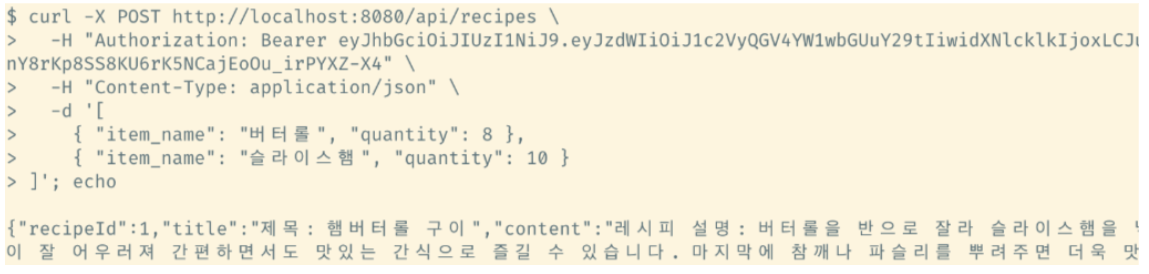 $ curl -X POST http://localhost:8080/api/recipes \
>   -H "Authorization: Bearer eyJhbGciOiJIUzI1NiJ9.eyJzdWIiOiJ1c2VyQGV4YW1wbGUuY29tIiwidXNlcklkIjoxLCJ
nY8rKp8SS8KU6rK5NCajEoOu_irPYXZ-X4" \
>   -H "Content-Type: application/json" \
>   -d '[
>     { "item_name": "버터롤", "quantity": 8 },
>     { "item_name": "슬라이스햄", "quantity": 10 }
> ]'; echo
{"recipeId":1,"title":"제목: 햄버터롤 구이","content":"레시피 설명: 버터롤을 반으로 잘라 슬라이스햄을
이 잘 어우러져 간편하면서도 맛있는 간식으로 즐길 수 있습니다. 마지막에 참깨나 파슬리를 뿌려주면 더욱 맛